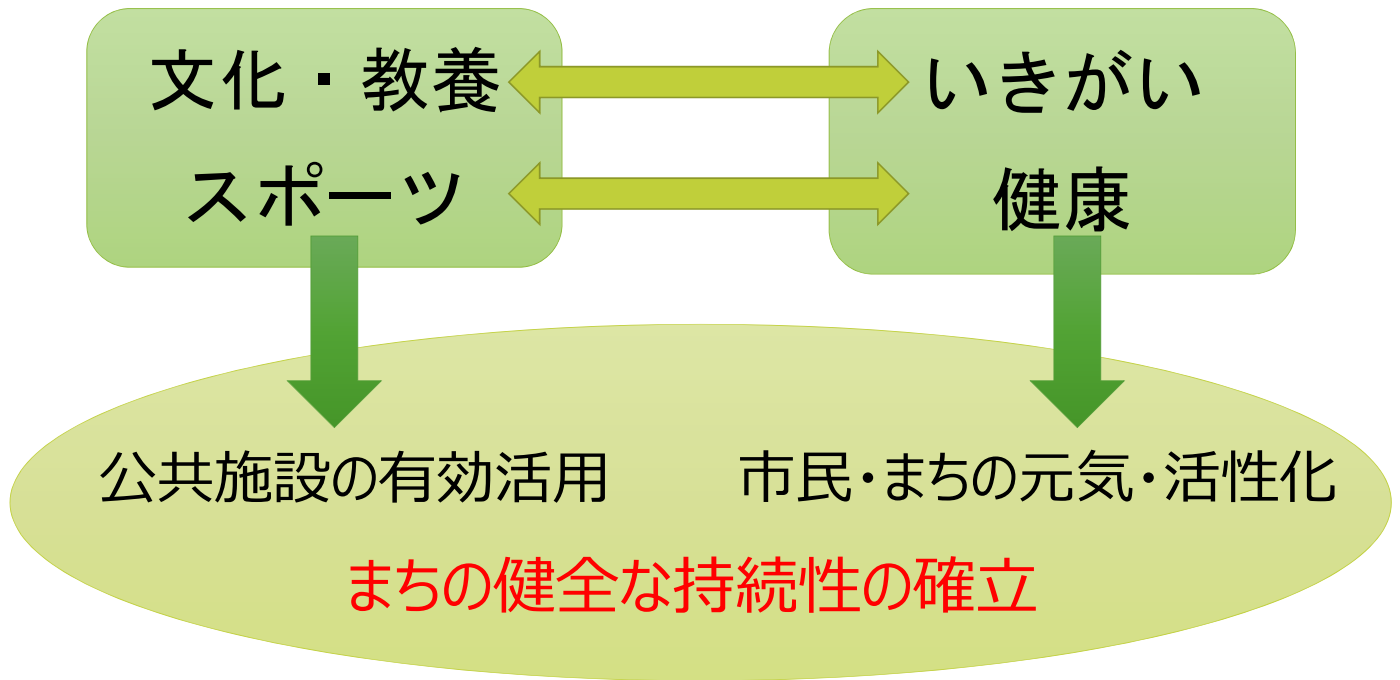 文化・教養
スポーツ
いきがい
健康
公共施設の有効活用
市民・まちの元気・活性化
まちの健全な持続性の確立